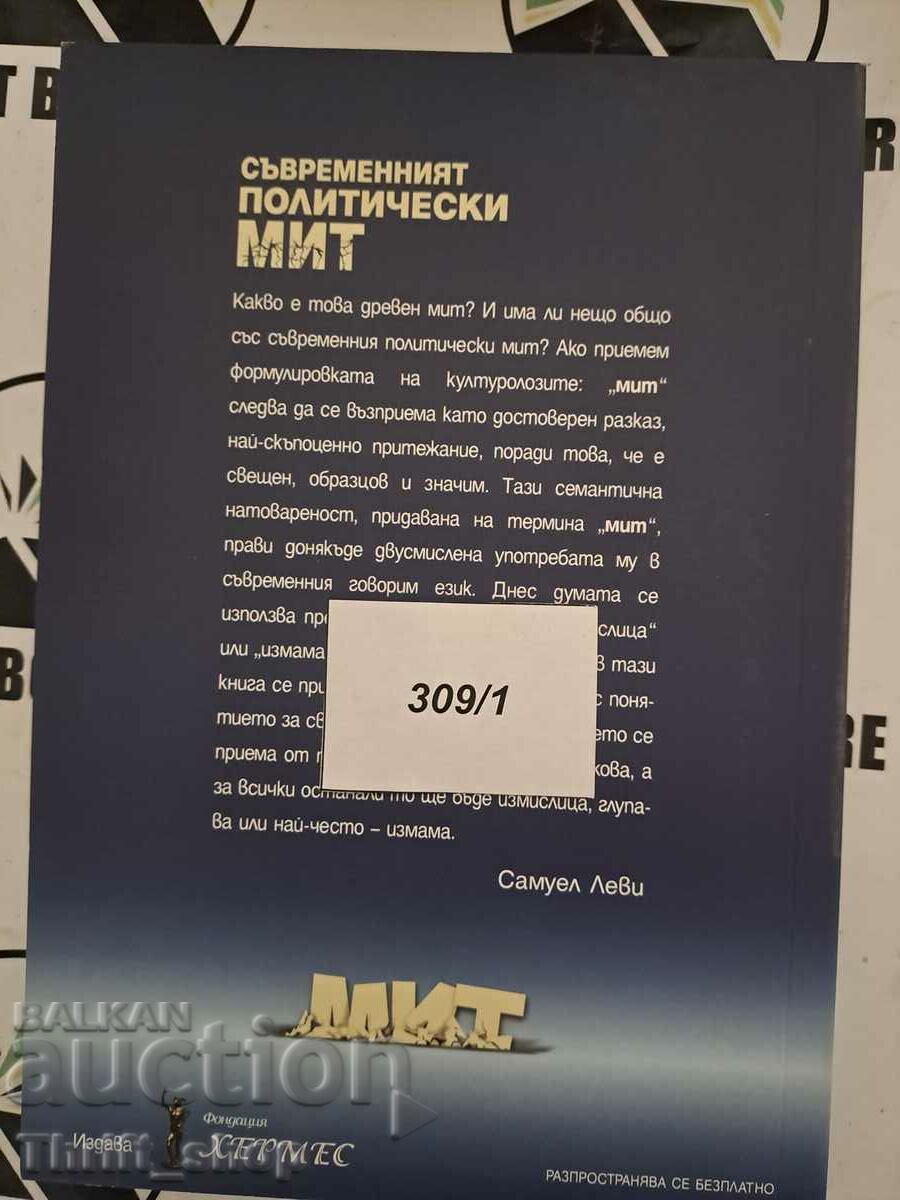 СЪВРЕМЕННИЯТ
ПОЛИТИЧЕСКИ
МИТ
Какво е това древен мит? И има ли нещо общо
със съвременния политически мит? Ако приемем
формулировката на културолозите: „мит“
следва да се възприема като достоверен разказ,
най-скъпоценно притежание, поради това, че е
свещен, образцов и значим. Тази семантична
натовареност, придавана на термина „мит“,
прави донякъде двусмислена употребата му в
съвременния говорим език. Днес думата се
използва
или „измама в тази
книга се поня-
тието за ето се
приема от а
за всички останали то ще бъде измислица, глупа-
ва или най-често – измама.
309/1
Самуел Леви
МИТ
BALKAN
auction
Издава
Фондация
ХЕРМЕС
Thrift_shop
РАЗПРОСТРАНЯВА СЕ БЕЗПЛАТНО